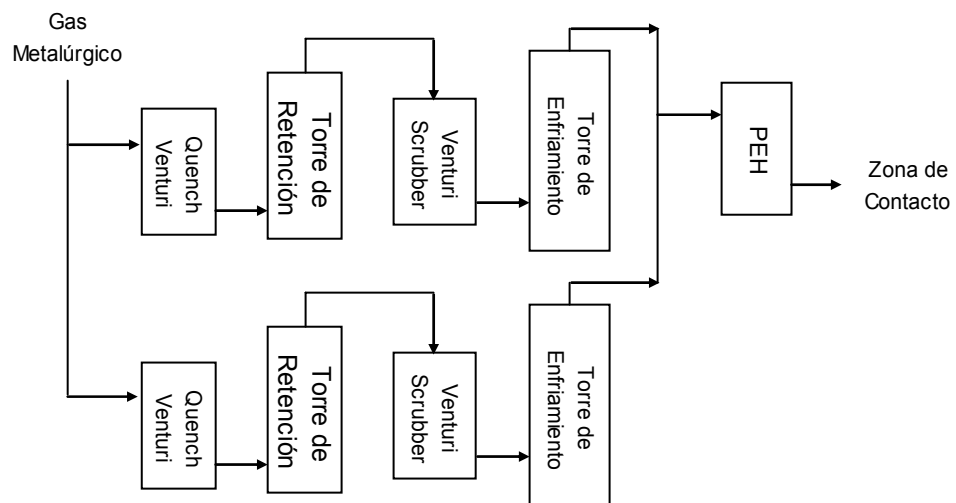 Gas
Metalúrgico
Quench
Venturi
Torre de
Retención
Venturi
Scrubber
Torre de
Enfriamiento
PEH
Zona de
Contacto
Quench
Venturi
Torre de
Retención
Venturi
Scrubber
Torre de
Enfriamiento